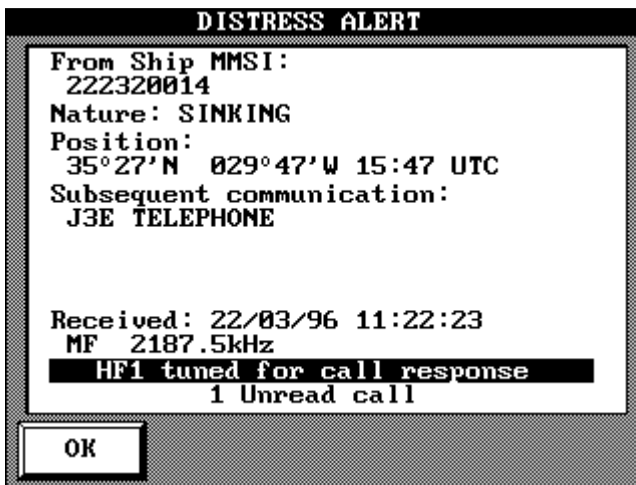 DISTRESS ALERT
From Ship MMSI:
222320014
Nature: SINKING
Position:
35°27'N 029°47'W 15:47 UTC
Subsequent communication:
J3E TELEPHONE
Received: 22/03/96 11:22:23
MF 2187.5kHz
HF1 tuned for call response
1 Unread call
OK